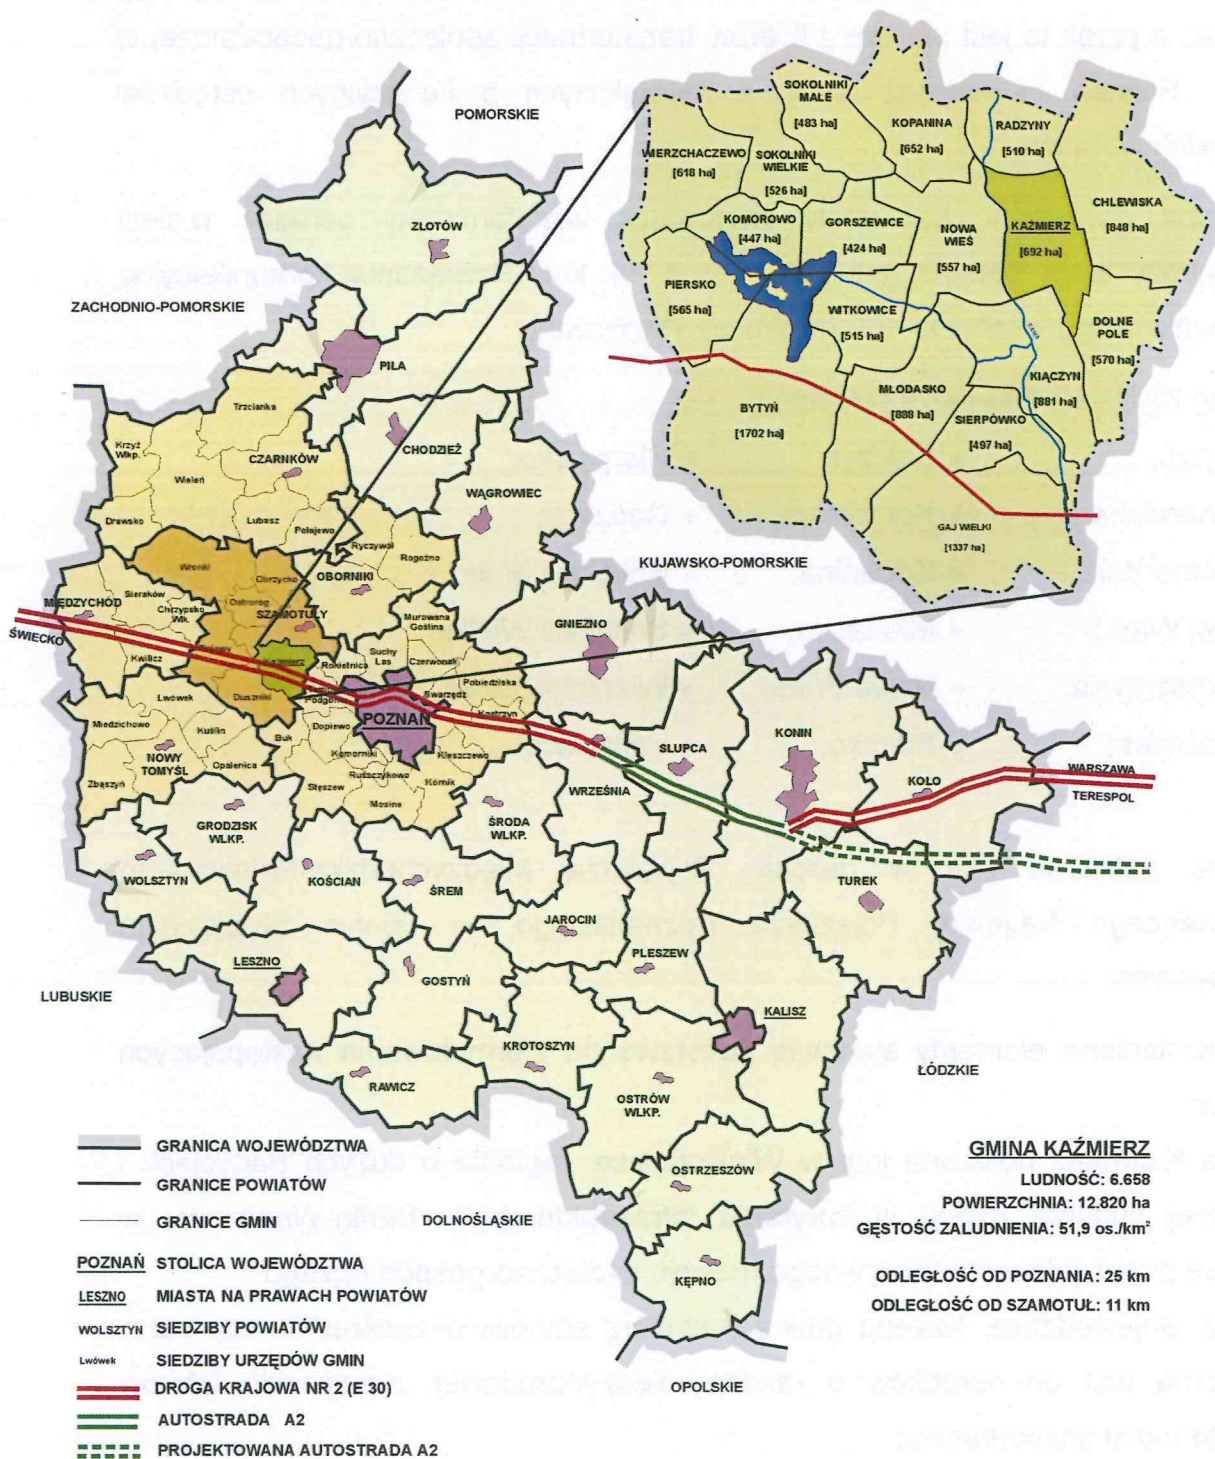 POMORSKIE
ZŁOTÓW
ZACHODNIO-POMORSKIE
PIŁA
Trzcianka
CHODZIEŻ
Krzyż
Wlkp.
CZARNKÓW
Wieleń
WĄGROWIEC
Drawsko
Lubasz
Połajewo
KUJAWSKO-POMORSKIE
Ryczywół
Rogoźno
Wronki
Obrzycko
OBORNIKI
MIĘDZYCHÓD
Sieraków
Chrzypsko
Wlk.
Ostroróg
SZAMOTUŁY
Murowana
Goślina
GNIEZNO
ŚWIECKO
Kwilcz
Kaźmierz
Rokietnica
Suchy
Las
Czerwonak
Pobiedziska
Lwówek
Duszniki
Podgórne
POZNAŃ
Swarzędz
Kostrzyn
Miedzichowo
Kuślin
Buk
Dopiewo
Komorniki
Kleszczewo
NOWY
TOMYŚL
Opalenica
Zbąszyń
Stęszew
Kórnik
Mosina
SŁUPCA
KONIN
KOŁO
WARSZAWA
TERESPOL
WRZEŚNIA
GRODZISK
WLKP.
ŚRODA
WLKP.
WOLSZTYN
KOŚCIAN
ŚREM
TUREK
JAROCIN
LESZNO
GOSTYŃ
PLESZEW
LUBUSKIE
KALISZ
KROTOSZYN
RAWICZ
OSTRÓW
WLKP.
ŁÓDZKIE
OSTRZESZÓW
DOLNOŚLĄSKIE
KĘPNO
OPOLSKIE
SOKOLNIKI
MAŁE
[483 ha]
KOPANINA
[652 ha]
RADZYNY
[510 ha]
WIERZCHACZEWO
[618 ha]
SOKOLNIKI
WIELKIE
[526 ha]
CHLEWISKA
[848 ha]
KOMOROWO
[447 ha]
GORSZEWICE
[424 ha]
NOWA
WIEŚ
[557 ha]
KAŹMIERZ
[692 ha]
PIERSKO
[565 ha]
WITKOWICE
[515 ha]
DOLNE
POLE
[570 ha]
KIĄCZYN
[881 ha]
BYTYŃ
[1702 ha]
MŁODASKO
[888 ha]
SIERPÓWKO
[497 ha]
GAJ WIELKI
[1337 ha]
GRANICA WOJEWÓDZTWA
GRANICE POWIATÓW
GRANICE GMIN
POZNAŃ STOLICA WOJEWÓDZTWA
LESZNO MIASTA NA PRAWACH POWIATÓW
WOLSZTYN SIEDZIBY POWIATÓW
Lwówek SIEDZIBY URZĘDÓW GMIN
DROGA KRAJOWA NR 2 (E 30)
AUTOSTRADA A2
PROJEKTOWANA AUTOSTRADA A2
GMINA KAŹMIERZ
LUDNOŚĆ: 6.658
POWIERZCHNIA: 12.820 ha
GĘSTOŚĆ ZALUDNIENIA: 51,9 os./km²
ODLEGŁOŚĆ OD POZNANIA: 25 km
ODLEGŁOŚĆ OD SZAMOTUŁ: 11 km